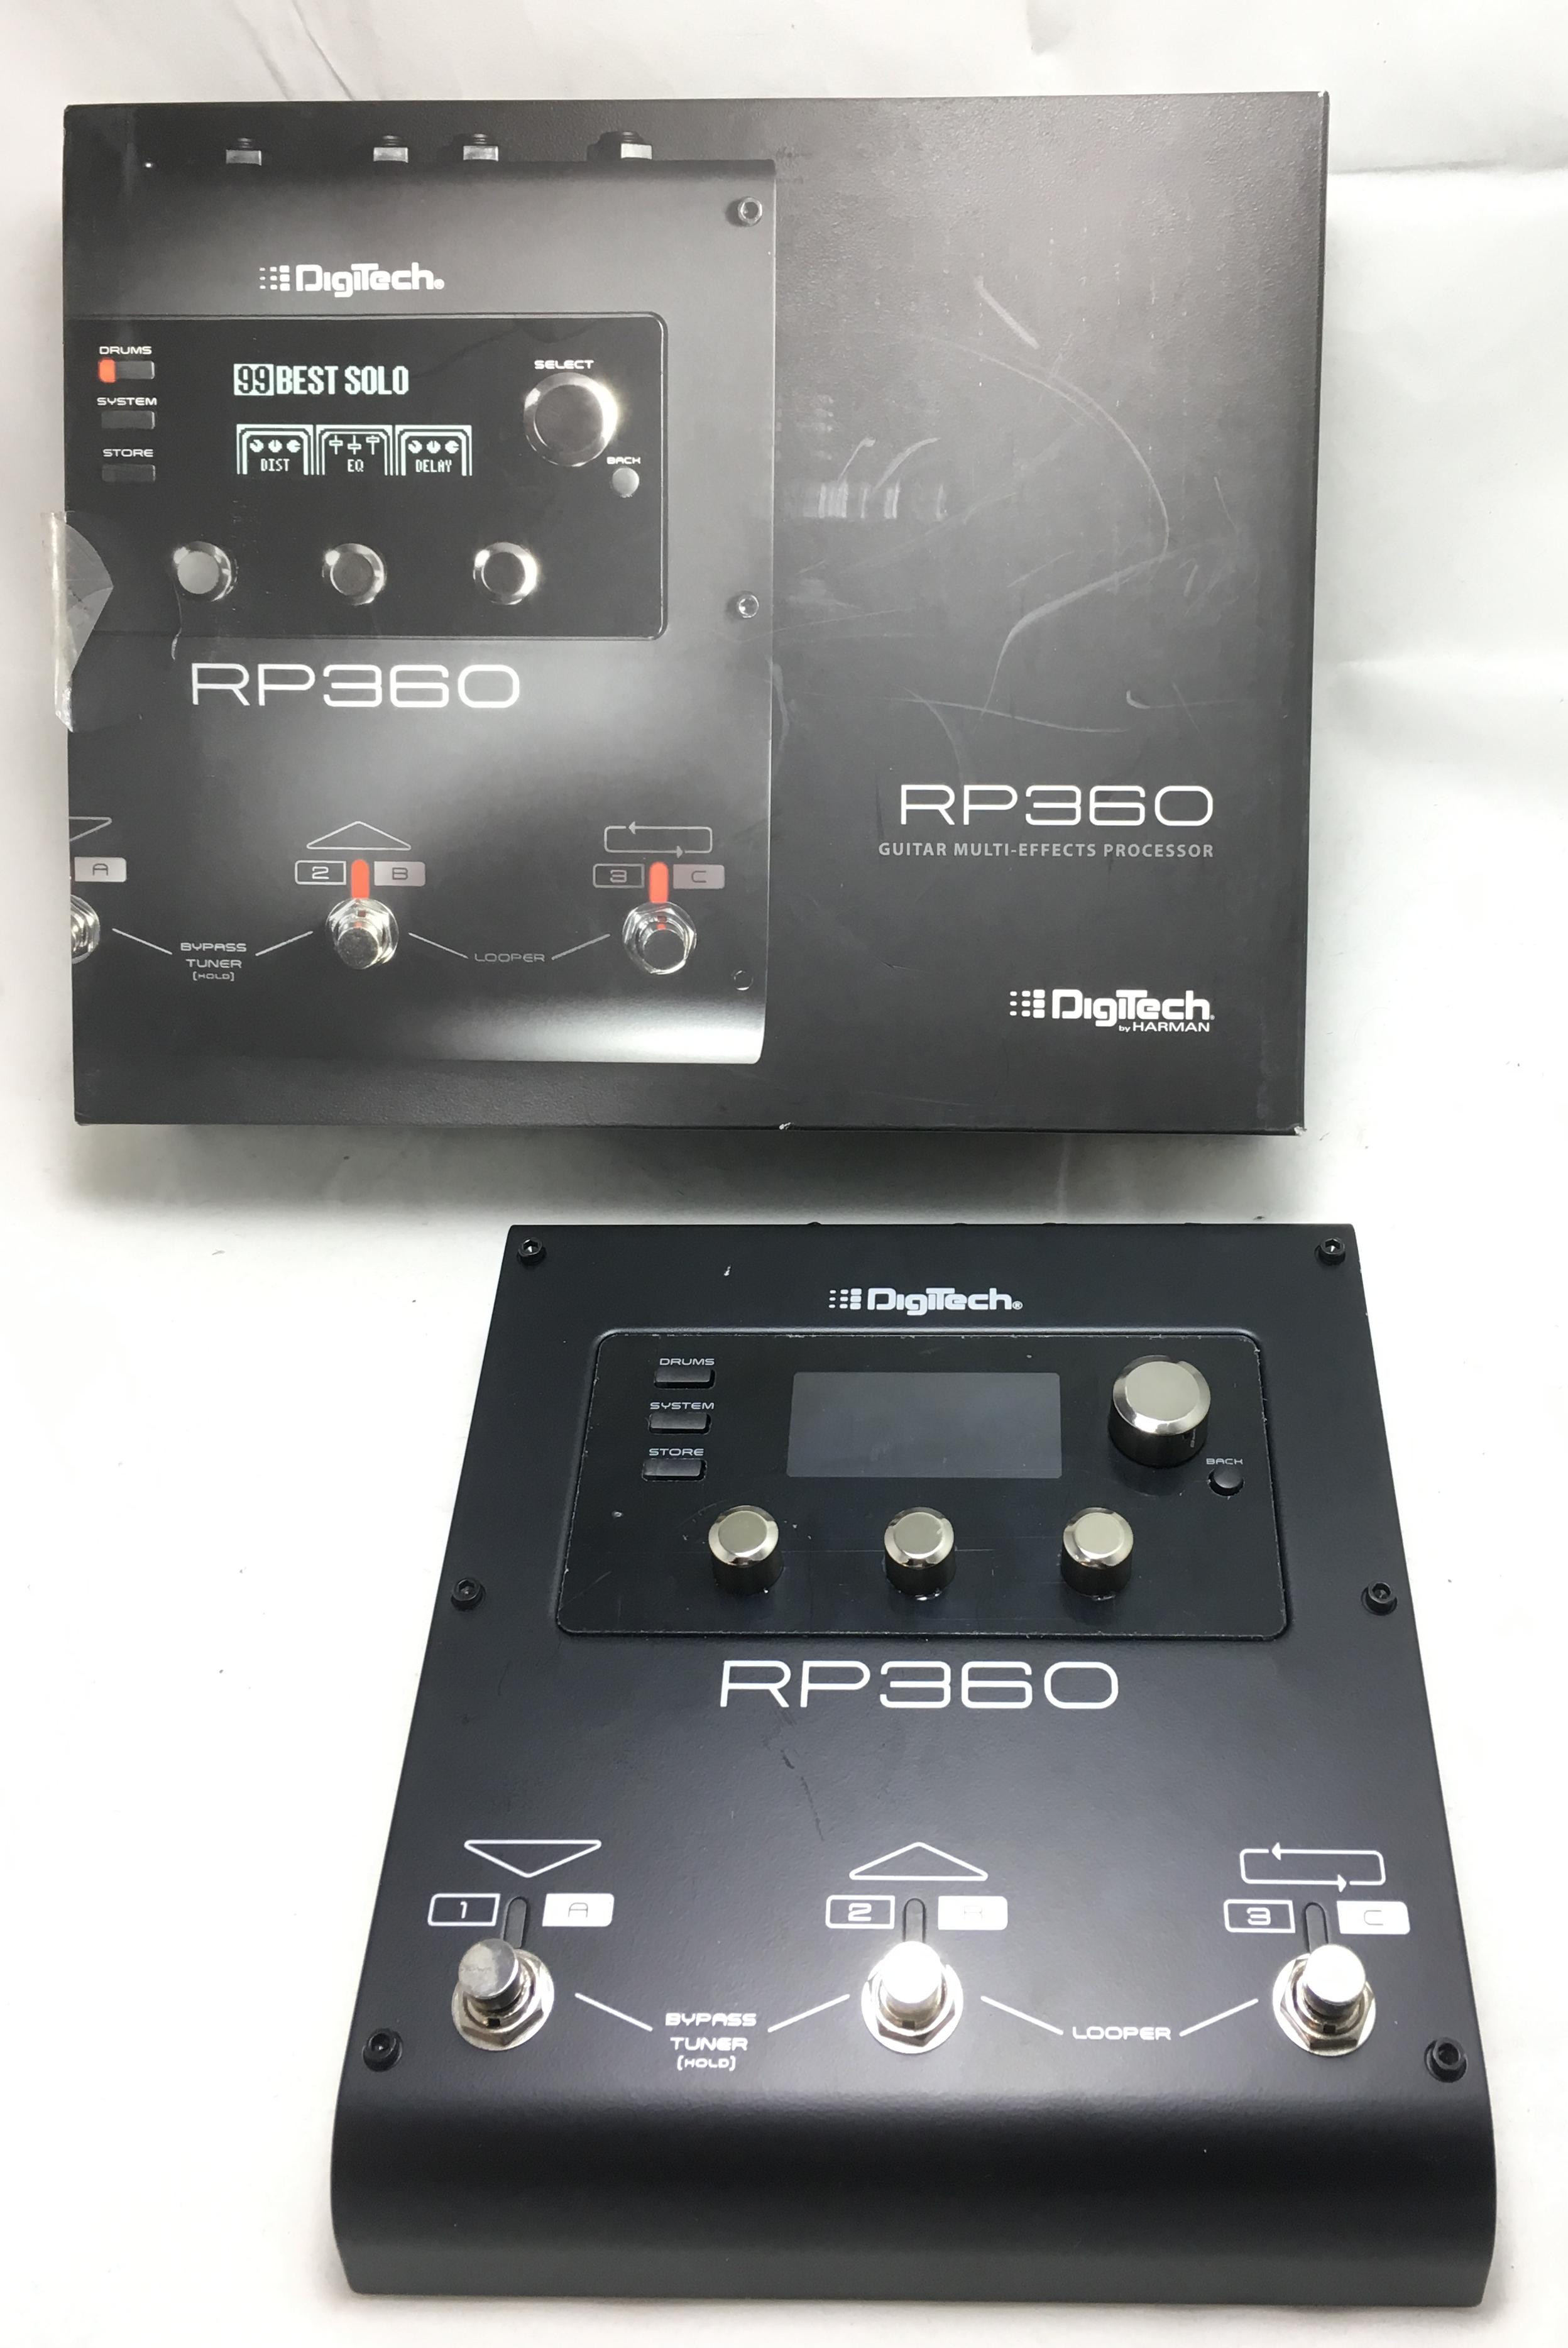 DigiTech®
DRUMS
SYSTEM
STORE
99 BEST SOLO
DIST EQ DELAY
SELECT
BACK
RP360
A
2 B
3 C
BYPASS
TUNER
[HOLD]
LOOPER
RP360
GUITAR MULTI-EFFECTS PROCESSOR
DigiTech®
by HARMAN
DigiTech®
DRUMS
SYSTEM
STORE
BACK
RP360
1 A
2 B
3 C
BYPASS
TUNER
[HOLD]
LOOPER